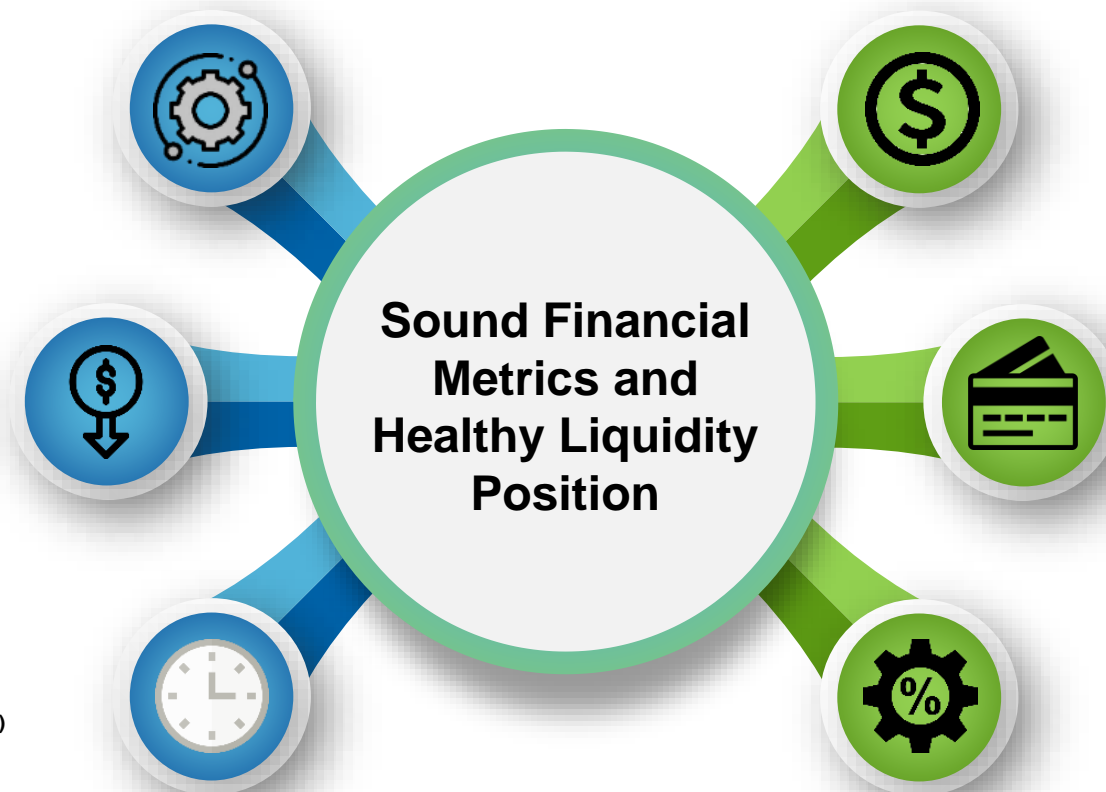 Sound Financial
Metrics and
Healthy Liquidity
Position
$
$
%
)